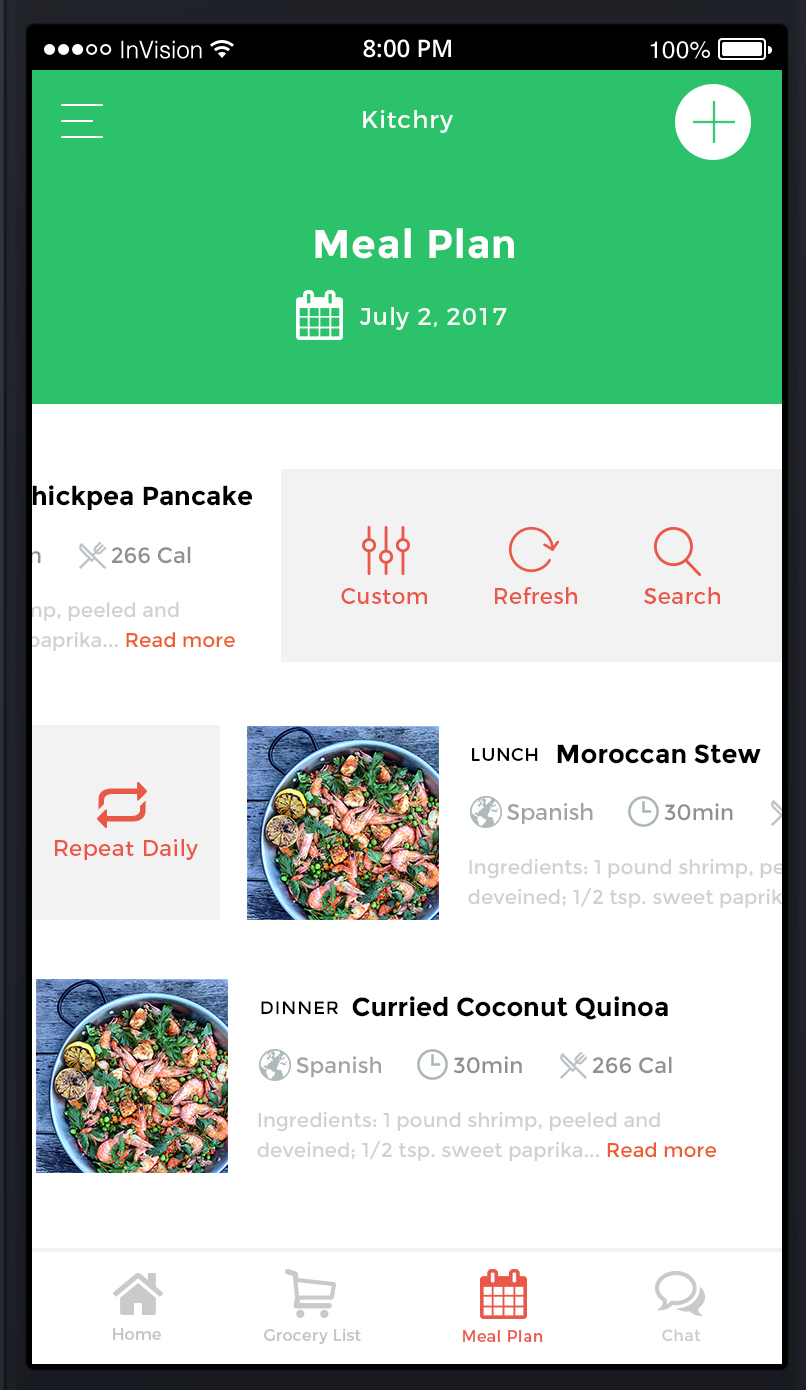 InVision 8:00 PM 100%
Kitchry
Meal Plan
July 2, 2017
hickpea Pancake
n 266 Cal
Custom Refresh Search
mp, peeled and
paprika... Read more
LUNCH Moroccan Stew
Spanish 30min
Repeat Daily
Ingredients: 1 pound shrimp, pe
deveined; 1/2 tsp. sweet paprik
DINNER Curried Coconut Quinoa
Spanish 30min 266 Cal
Ingredients: 1 pound shrimp, peeled and
deveined; 1/2 tsp. sweet paprika... Read more
Home Grocery List Meal Plan Chat